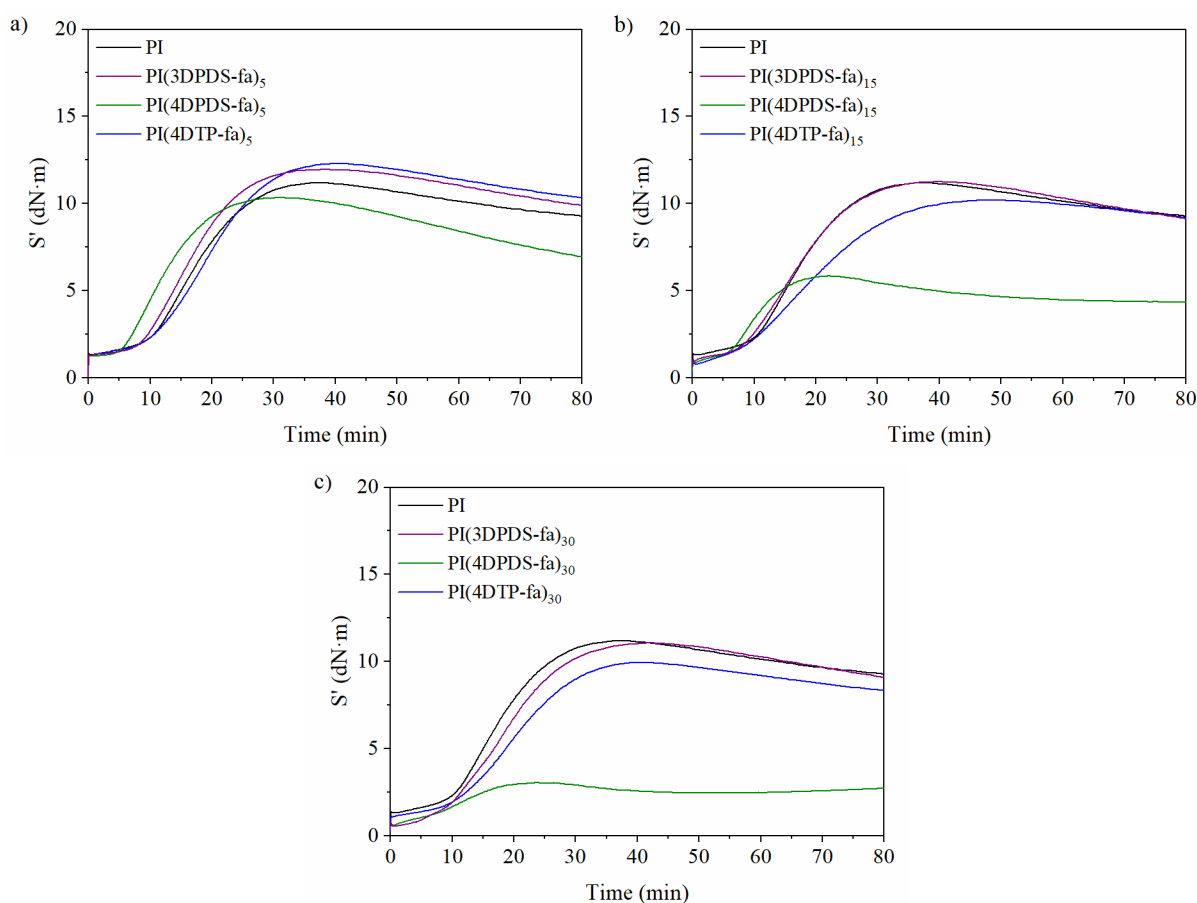 a)
20
15
10
5
0
S' (dN·m)
PI
PI(3DPDS-fa)₅
PI(4DPDS-fa)₅
PI(4DTP-fa)₅
0 10 20 30 40 50 60 70 80
Time (min)
b)
20
15
10
5
0
S' (dN·m)
PI
PI(3DPDS-fa)₁₅
PI(4DPDS-fa)₁₅
PI(4DTP-fa)₁₅
0 10 20 30 40 50 60 70 80
Time (min)
c)
20
15
10
5
0
S' (dN·m)
PI
PI(3DPDS-fa)₃₀
PI(4DPDS-fa)₃₀
PI(4DTP-fa)₃₀
0 10 20 30 40 50 60 70 80
Time (min)